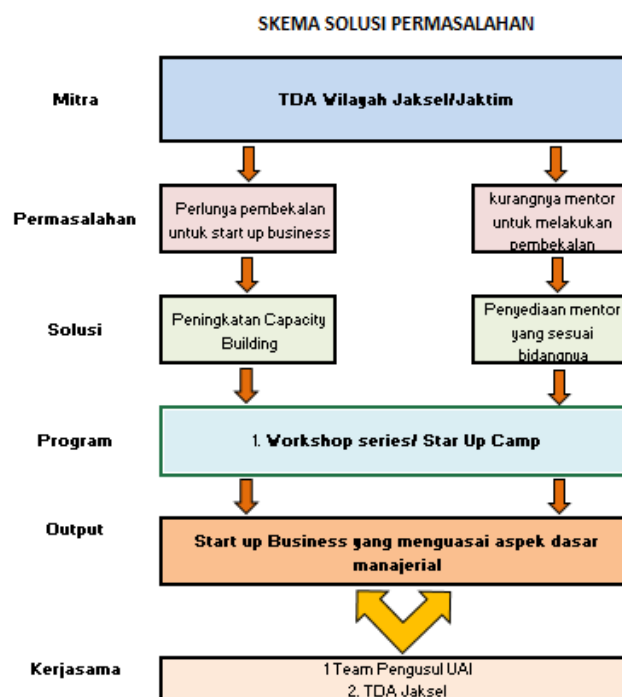 SKEMA SOLUSI PERMASALAHAN
Mitra
TDA Wilayah Jaksel/Jaktim
Permasalahan
Perlunya pembekalan
untuk start up business
kurangnya mentor
untuk melakukan
pembekalan
Solusi
Peningkatan Capacity
Building
Penyediaan mentor
yang sesuai
bidangnya
Program
1. Workshop series/ Star Up Camp
Output
Start up Business yang menguasai aspek dasar
manajerial
Kerjasama
1 Team Pengusul UAI
2. TDA Jaksel